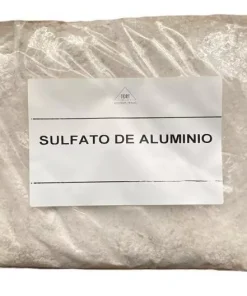 SULFATO DE ALUMINIO